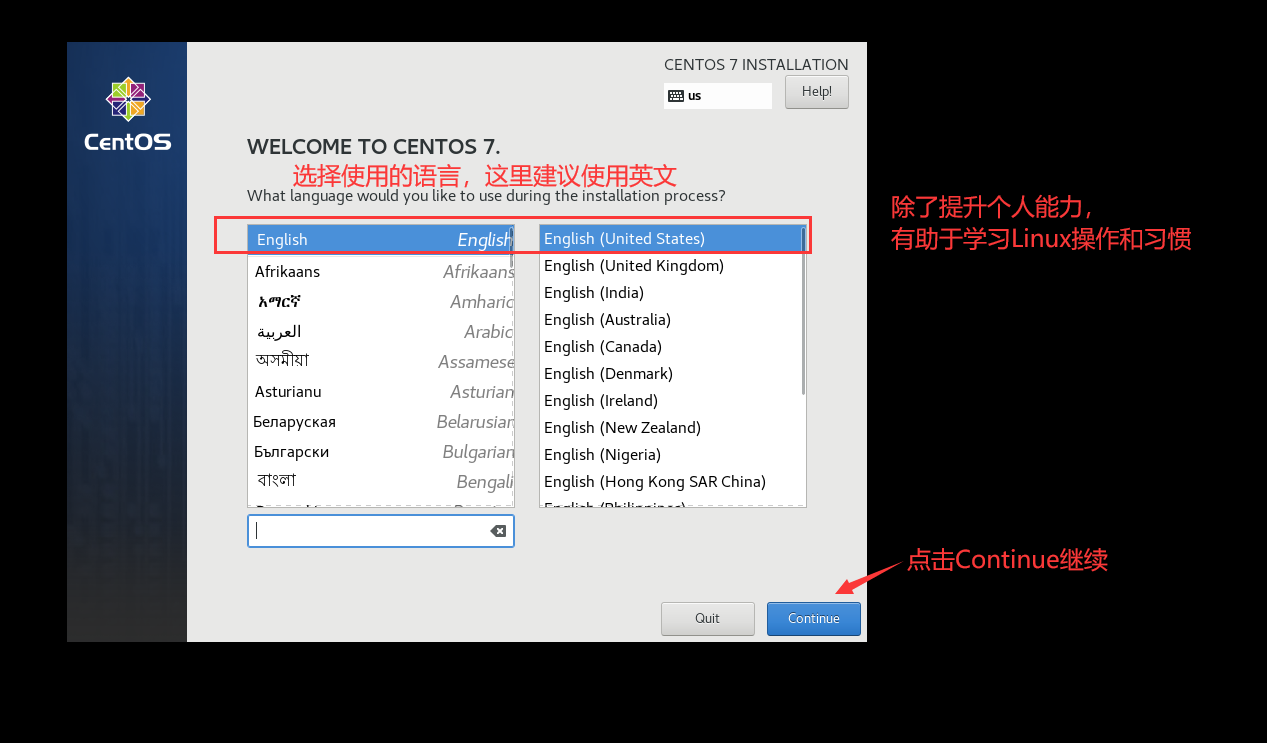 CentOS
CENTOS 7 INSTALLATION
us
Help!
WELCOME TO CENTOS 7.
选择使用的语言，这里建议使用英文
What language would you like to use during the installation process?
除了提升个人能力，
有助于学习Linux操作和习惯
English English
Afrikaans Afrikaans
አማርኛ Amharic
العربية Arabic
অসমীয়া Assamese
Asturianu Asturian
Беларуская Belarusian
Български Bulgarian
বাংলা Bengali
English (United States)
English (United Kingdom)
English (India)
English (Australia)
English (Canada)
English (Denmark)
English (Ireland)
English (New Zealand)
English (Nigeria)
English (Hong Kong SAR China)
English (Philippines)
点击Continue继续
Quit
Continue